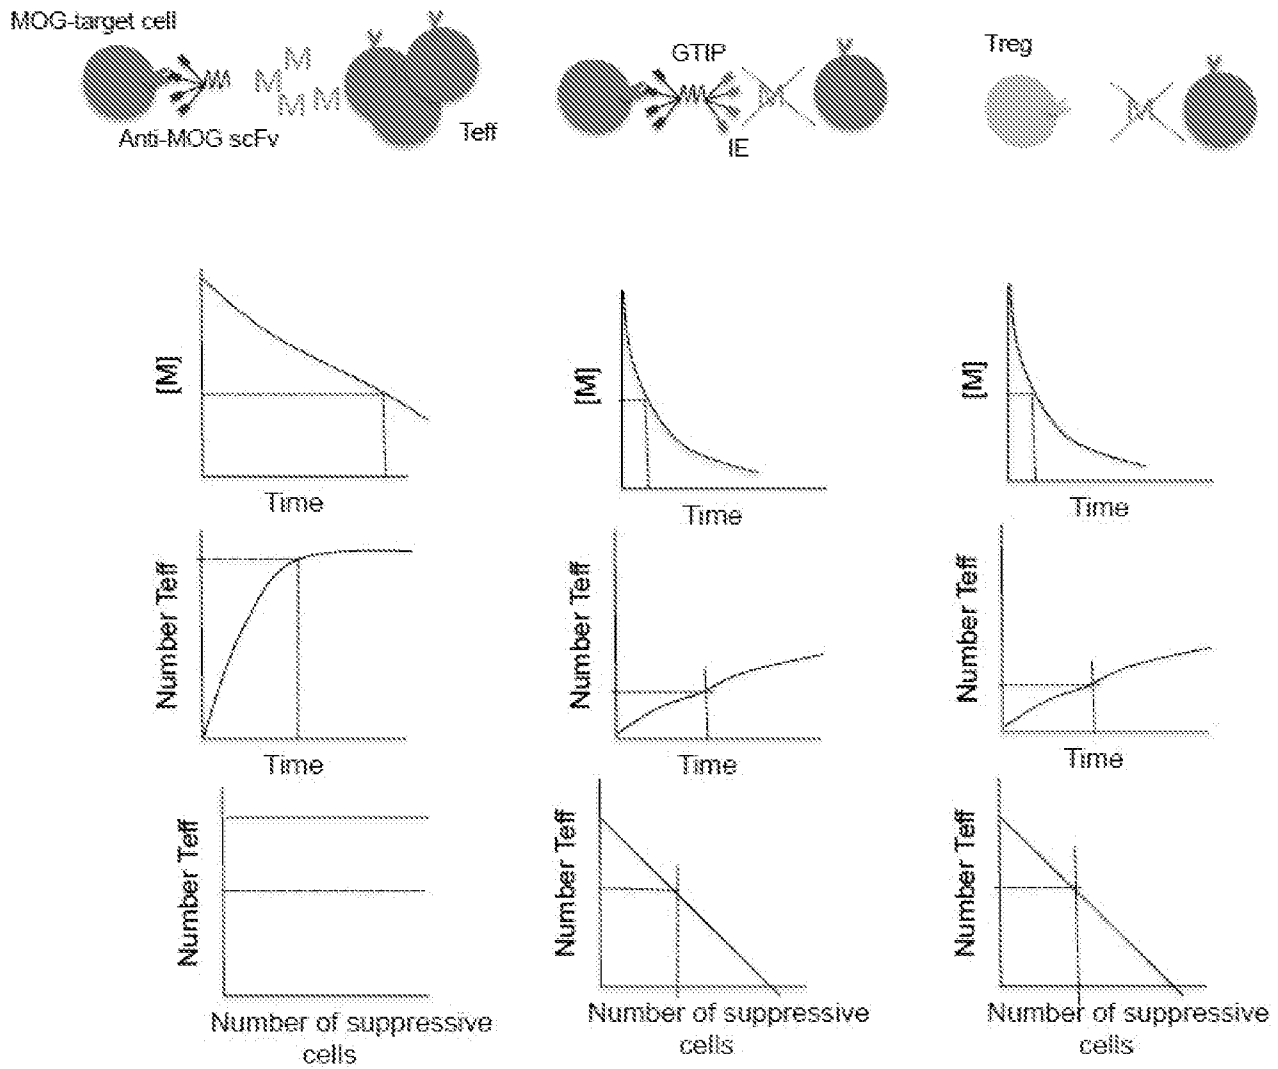 MOG-target cell
Anti-MOG scFv
M
M
M
M
Teff
GTIP
M
IE
Treg
M
[M]
Time
[M]
Time
[M]
Time
Number Teff
Time
Number Teff
Time
Number Teff
Time
Number Teff
Number of suppressive
cells
Number Teff
Number of suppressive
cells
Number Teff
Number of suppressive
cells